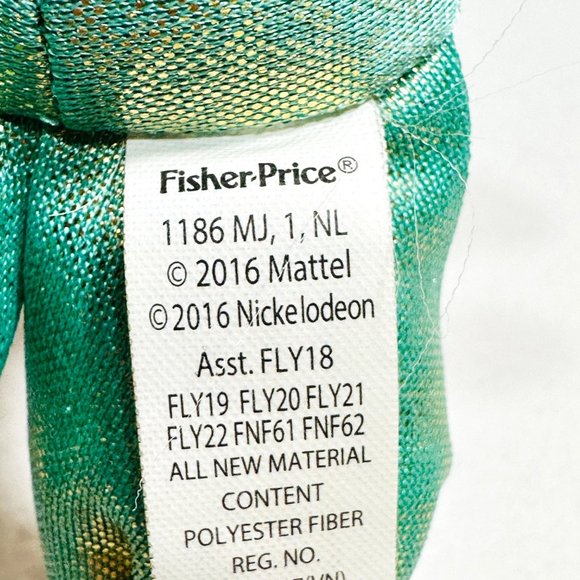 Fisher-Price®
1186 MJ, 1, NL
© 2016 Mattel
© 2016 Nickelodeon
Asst. FLY18
FLY19 FLY20 FLY21
FLY22 FNF61 FNF62
ALL NEW MATERIAL
CONTENT
POLYESTER FIBER
REG. NO.